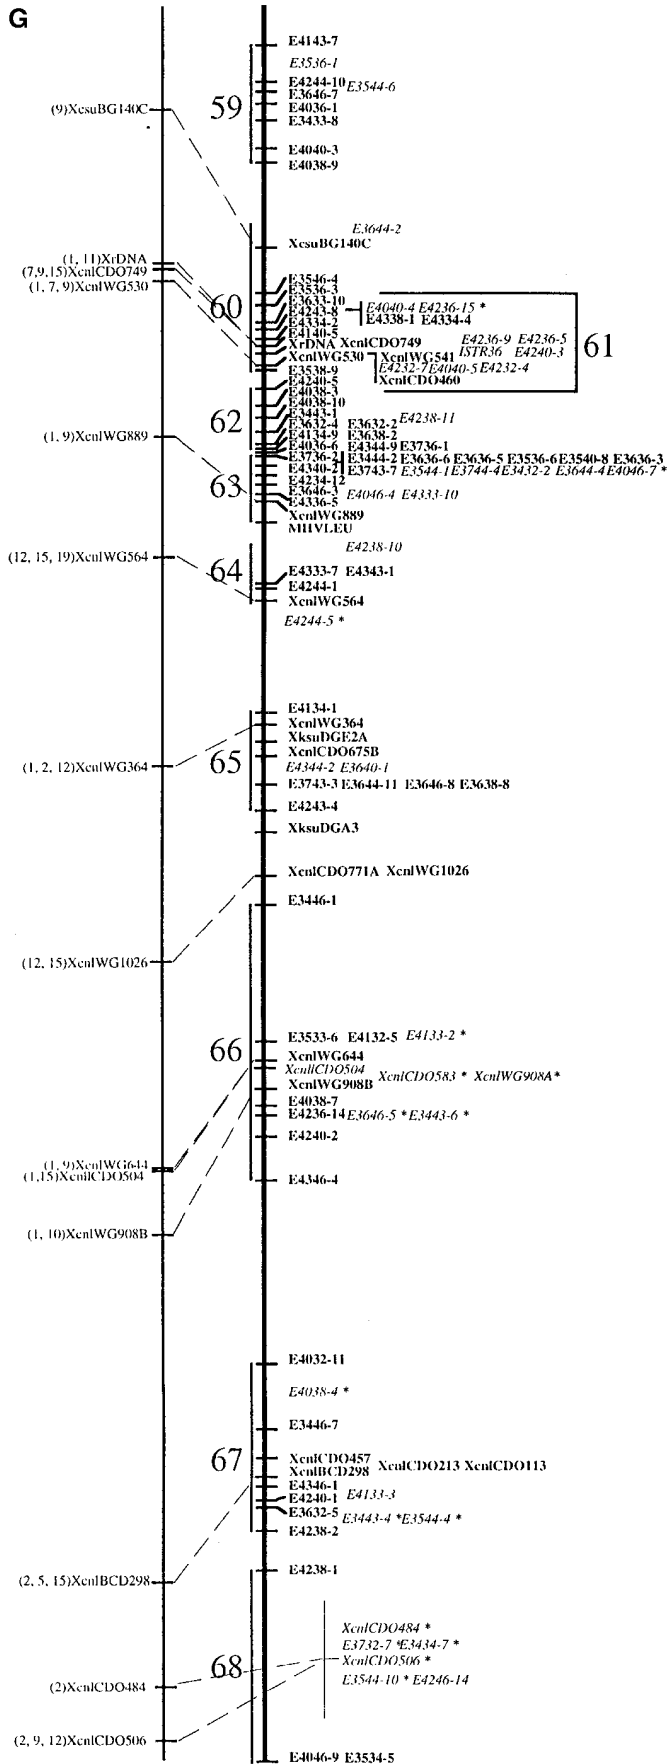 G
E4143-7
E3536-1
E4244-10 E3544-6
E3646-7
59
E4036-1
(9)XcsuBG140C
E3433-8
E4040-3
E4038-9
E3644-2
XcsuBG140C
(1, 11)XrDNA
(7,9,15)XcnlCDO749
(1, 7, 9)XcnlWG530
E3546-4
E3536-3
60
E3633-10
E4243-8 E4040-4 E4236-15 *
E4334-2 E4338-1 E4334-4
E4140-5
XrDNA XcnlCDO749 E4236-9 E4236-5
61
XcnlWG530 XcnlWG541 ISTR36 E4240-3
E3538-9 E4232-7 E4040-5 E4232-4
E4240-5 XcnlCDO460
E4038-3
E4038-10
62
E3443-1
E3632-4 E3632-2 E4238-11
E4134-9 E3638-2
(1, 9)XcnlWG889
E4036-6 E4344-9 E3736-1
E3736-2 E3444-2 E3636-6 E3636-5 E3536-6 E3540-8 E3636-3
E4340-2 E3743-7 E3544-1 E3744-4 E3432-2 E3644-4 E4046-7 *
E4234-12
63
E3646-3 E4046-4 E4333-10
E4336-5
XcnlWG889
MHVLEU
E4238-10
(12, 15, 19)XcnlWG564
64
E4333-7 E4343-1
E4244-1
XcnlWG564
E4244-5 *
E4134-1
XcnlWG364
XksuDGE2A
XcnlCDO675B
65
(1, 2, 12)XcnlWG364
E4344-2 E3640-1
E3743-3 E3644-11 E3646-8 E3638-8
E4243-4
XksuDGA3
XcnlCDO771A XcnlWG1026
E3446-1
(12, 15)XcnlWG1026
E3533-6 E4132-5 E4133-2 *
66
XcnlWG644
XcnlCDO504
XcnlCDO583 * XcnlWG908A*
XcnlWG908B
E4038-7
E4236-14 E3646-5 * E3443-6 *
E4240-2
(1, 9)XcnlWG644
(1,15)XcnlCDO504
E4346-4
(1, 10)XcnlWG908B
E4032-11
E4038-4 *
E3446-7
67
XcnlCDO457
XcnlBCD298 XcnlCDO213 XcnlCDO113
E4346-1
E4240-1 E4133-3
E3632-5
E3443-4 * E3544-4 *
E4238-2
E4238-1
(2, 5, 15)XcnlBCD298
XcnlCDO484 *
E3732-7 * E3434-7 *
68
XcnlCDO506 *
E3544-10 * E4246-14
(2)XcnlCDO484
(2, 9, 12)XcnlCDO506
E4046-9 E3534-5